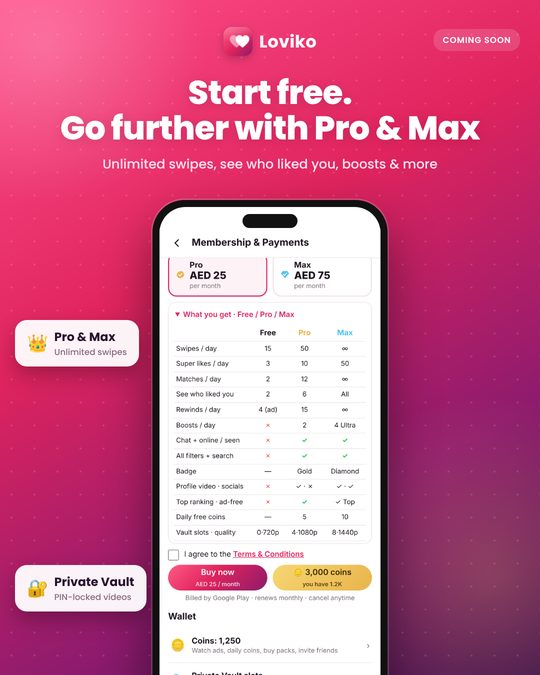 Loviko
COMING SOON
Start free.
Go further with Pro & Max
Unlimited swipes, see who liked you, boosts & more
Membership & Payments
Pro
AED 25
per month
Max
AED 75
per month
▼ What you get · Free / Pro / Max
Free Pro Max
Swipes / day 15 50 ∞
Super likes / day 3 10 50
Matches / day 2 12 ∞
See who liked you 2 6 All
Rewinds / day 4 (ad) 15 ∞
Boosts / day × 2 4 Ultra
Chat + online / seen × ✓ ✓
All filters + search × ✓ ✓
Badge — Gold Diamond
Profile video · socials × ✓ · × ✓ · ✓
Top ranking · ad-free × ✓ ✓ Top
Daily free coins — 5 10
Vault slots · quality 0·720p 4·1080p 8·1440p
I agree to the Terms & Conditions
Buy now
AED 25 / month
🪙 3,000 coins
you have 1.2K
Billed by Google Play · renews monthly · cancel anytime
Wallet
Coins: 1,250
Watch ads, daily coins, buy packs, invite friends
Private Vault slots
Pro & Max
Unlimited swipes
Private Vault
PIN-locked videos